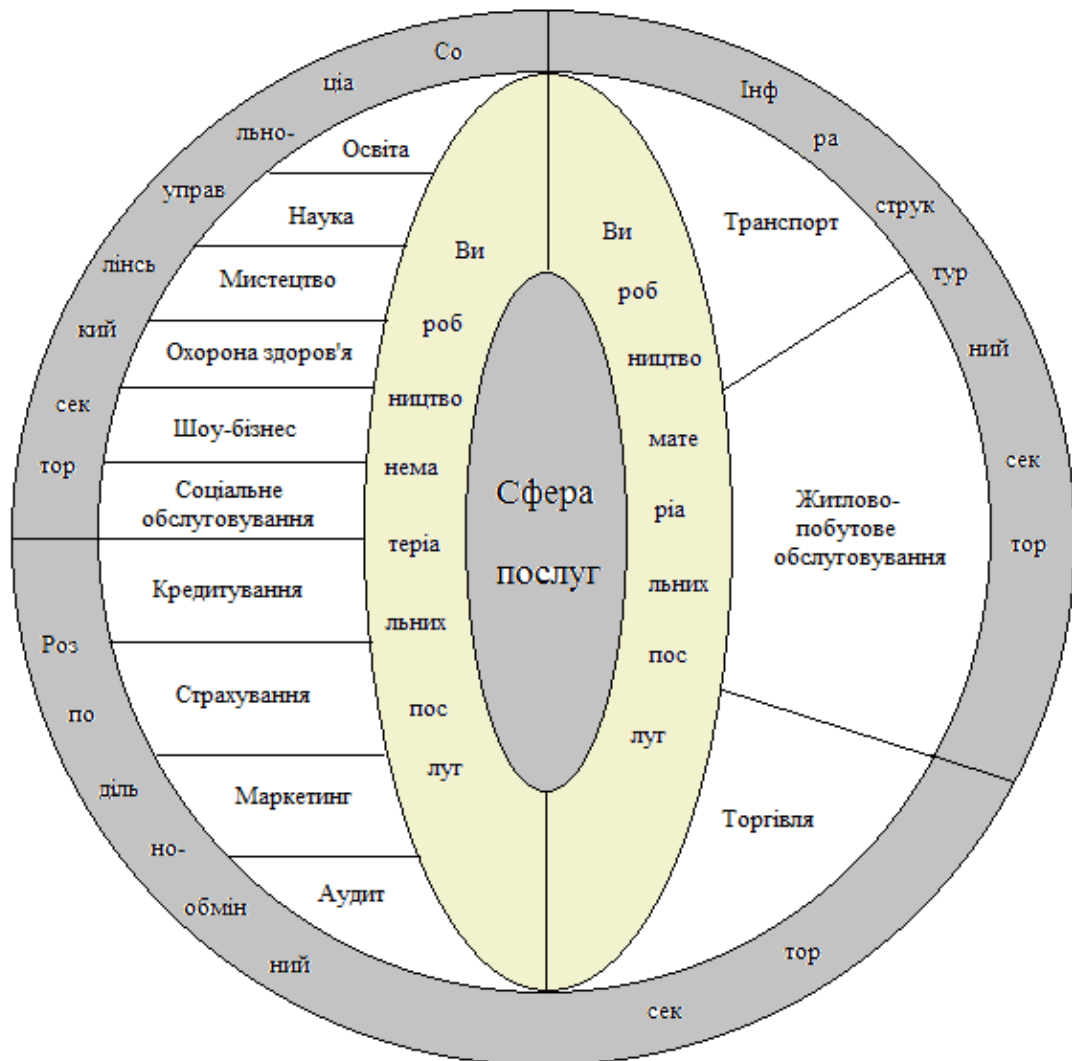 Со
ціа
льно-
управ
лінсь
кий
сек
тор
Інф
ра
струк
тур
ний
сек
тор
Роз
по
діль
но-
обмін
ний
сек
тор
Освіта
Наука
Мистецтво
Охорона здоров'я
Шоу-бізнес
Соціальне
обслуговування
Кредитування
Страхування
Маркетинг
Аудит
Ви
роб
ництво
нема
теріа
льних
пос
луг
Сфера
послуг
Ви
роб
ництво
мате
ріа
льних
пос
луг
Транспорт
Житлово-
побутове
обслуговування
Торгівля